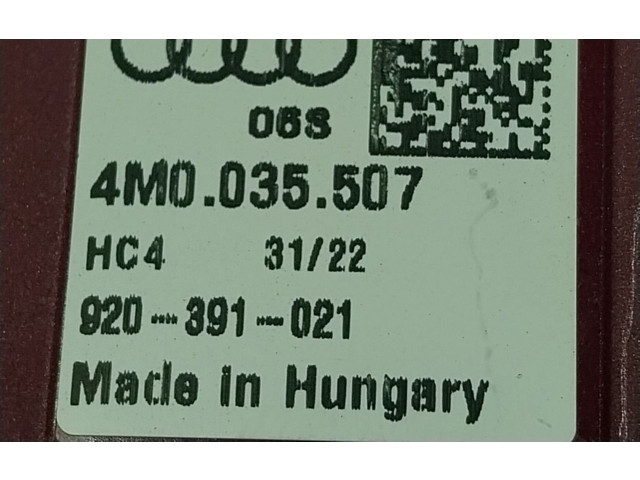 06S
4M0.035.507
HC4 31/22
920-391-021
Made in Hungary